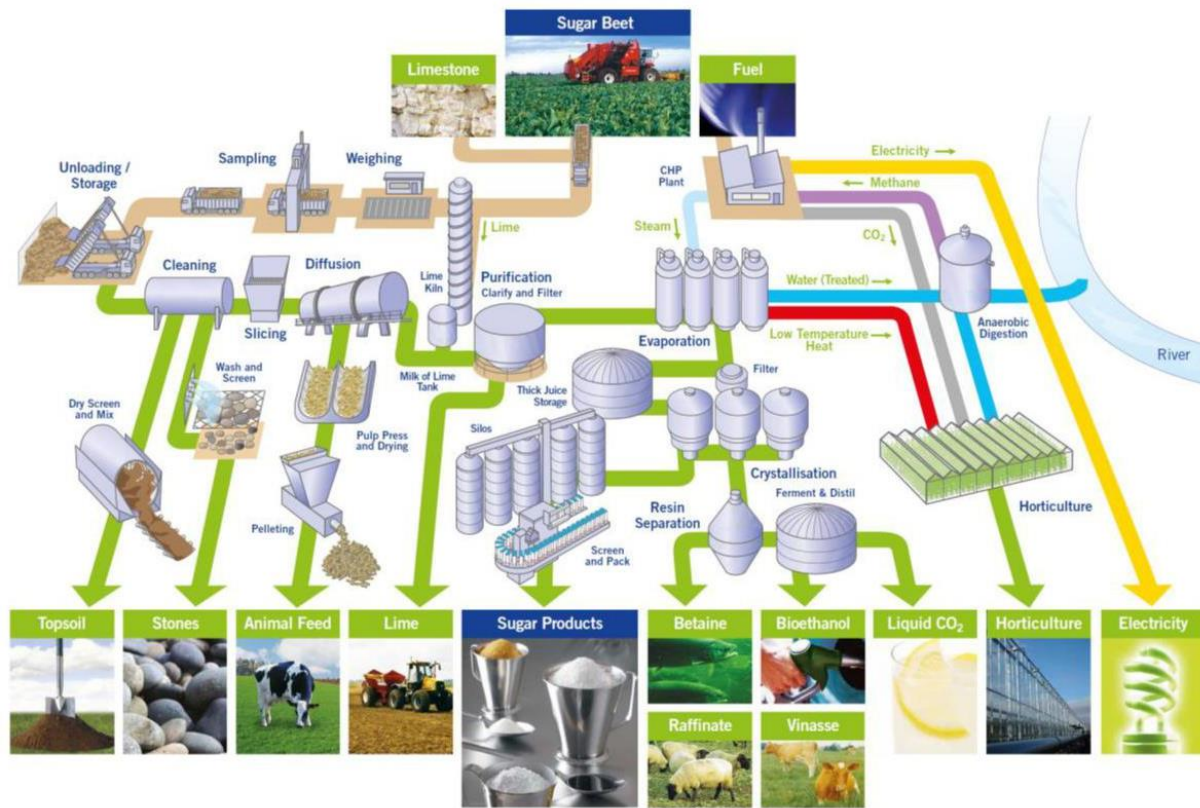 Sugar Beet
Limestone
Fuel
Unloading /
Storage
Sampling
Weighing
CHP
Plant
Electricity →
← Methane
CO₂
Steam
Lime
Cleaning
Diffusion
Lime
Kiln
Purification
Clarify and Filter
Water (Treated) →
Slicing
Evaporation
Low Temperature
Heat
Anaerobic
Digestion
River
Wash and
Screen
Milk of Lime
Tank
Thick Juice
Storage
Filter
Dry Screen
and Mix
Pulp Press
and Drying
Silos
Crystallisation
Pelleting
Resin
Separation
Ferment & Distil
Horticulture
Screen
and Pack
Topsoil
Stones
Animal Feed
Lime
Sugar Products
Betaine
Bioethanol
Liquid CO₂
Horticulture
Electricity
Raffinate
Vinasse